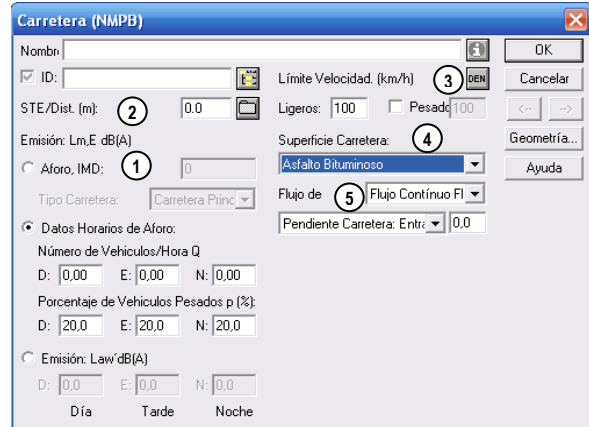 Carretera (NMPB)
Nombr
OK
ID:
Límite Velocidad. (km/h) 3 DEN
Cancelar
STE/Dist. (m): 2 0.0
Ligeros: 100 Pesadc 100
<-- -->
Emisión: Lm,E dB(A)
Superficie Carretera: 4
Geometría...
Aforo, IMD: 1 0
Asfalto Bituminoso
Ayuda
Tipo Carretera: Carretera Princ
Flujo de 5 Flujo Contínuo Fl
Datos Horarios de Aforo:
Pendiente Carretera: Entra 0,0
Número de Vehiculos/Hora Q
D: 0,00 E: 0,00 N: 0,00
Porcentaje de Vehiculos Pesados p (%):
D: 20,0 E: 20,0 N: 20,0
Emisión: Law´dB(A)
D: 0,0 E: 0,0 N: 0,0
Día Tarde Noche